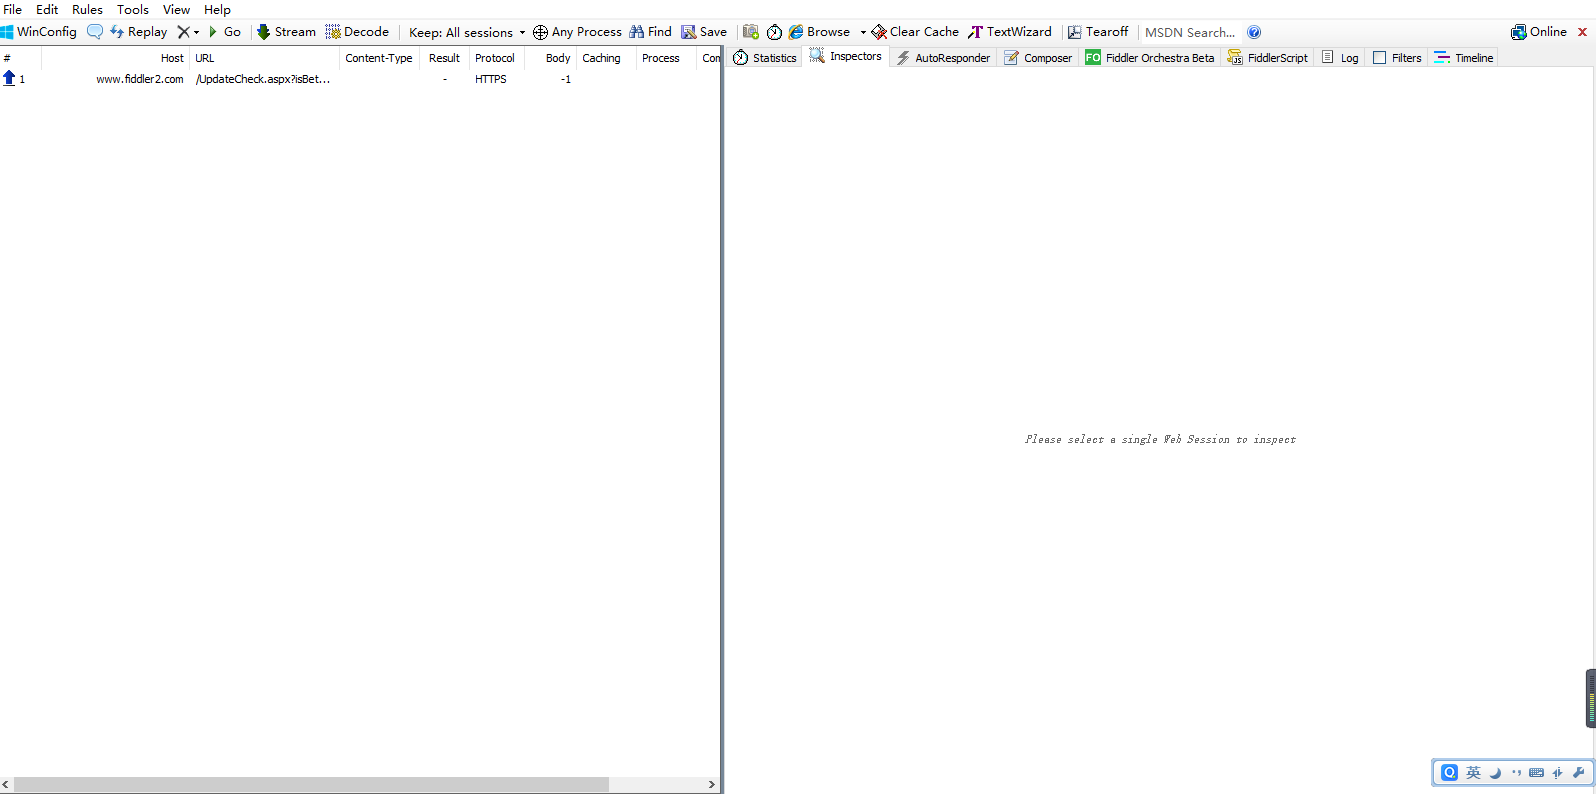 File Edit Rules Tools View Help
WinConfig Replay Go Stream Decode Keep: All sessions Any Process Find Save Browse Clear Cache TextWizard Tearoff MSDN Search... Online
# Host URL Content-Type Result Protocol Body Caching Process Com
Statistics Inspectors AutoResponder Composer FO Fiddler Orchestra Beta FiddlerScript Log Filters Timeline
1 www.fiddler2.com /UpdateCheck.aspx?isBet... - HTTPS -1
Please select a single Web Session to inspect
英